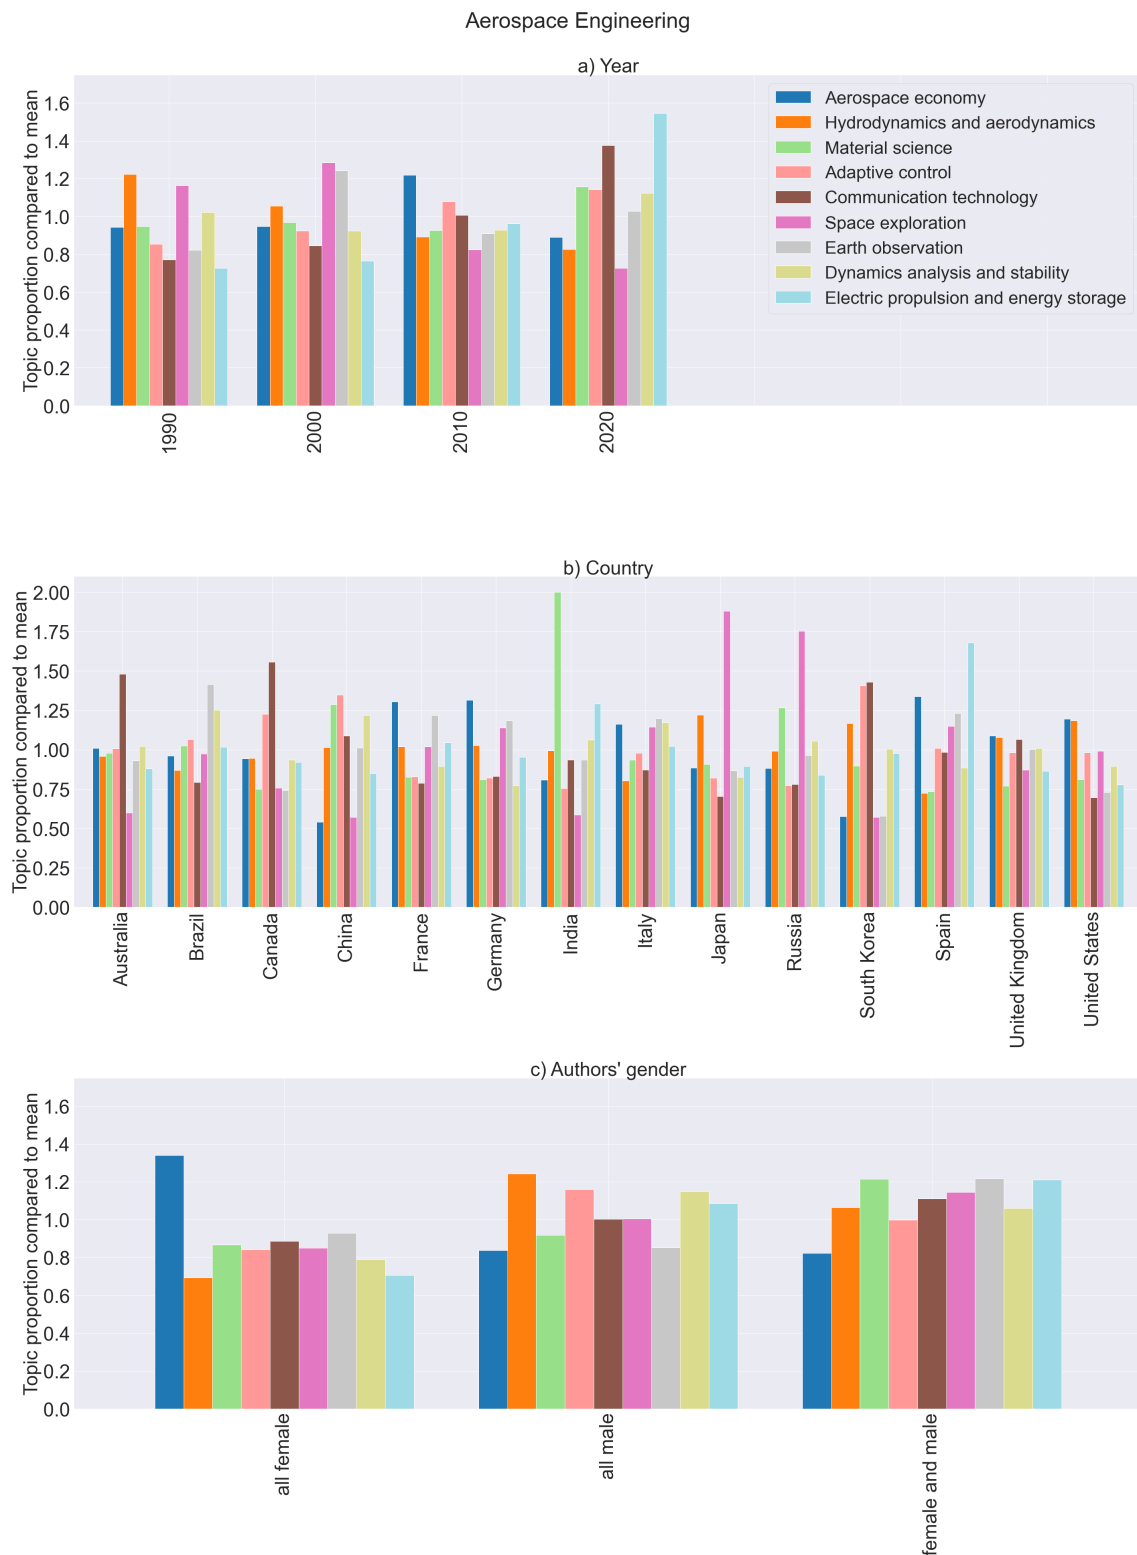 Aerospace Engineering
a) Year
Topic proportion compared to mean
1.6
1.4
1.2
1.0
0.8
0.6
0.4
0.2
0.0
Aerospace economy
Hydrodynamics and aerodynamics
Material science
Adaptive control
Communication technology
Space exploration
Earth observation
Dynamics analysis and stability
Electric propulsion and energy storage
1990
2000
2010
2020
b) Country
Topic proportion compared to mean
2.00
1.75
1.50
1.25
1.00
0.75
0.50
0.25
0.00
Australia
Brazil
Canada
China
France
Germany
India
Italy
Japan
Russia
South Korea
Spain
United Kingdom
United States
c) Authors' gender
Topic proportion compared to mean
1.6
1.4
1.2
1.0
0.8
0.6
0.4
0.2
0.0
all female
all male
female and male